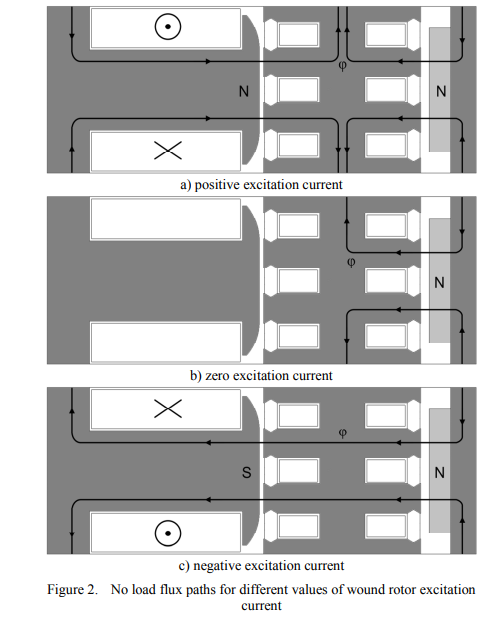 φ
N
N
a) positive excitation current
φ
N
b) zero excitation current
φ
S
N
c) negative excitation current
Figure 2. No load flux paths for different values of wound rotor excitation
current